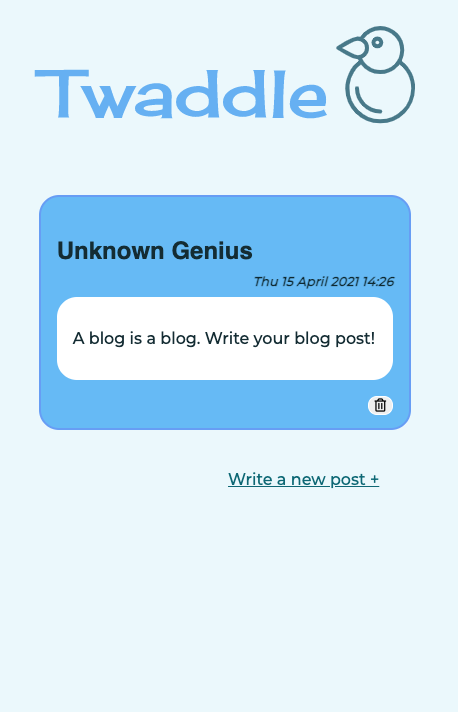 Twaddle
Unknown Genius
Thu 15 April 2021 14:26
A blog is a blog. Write your blog post!
Write a new post +